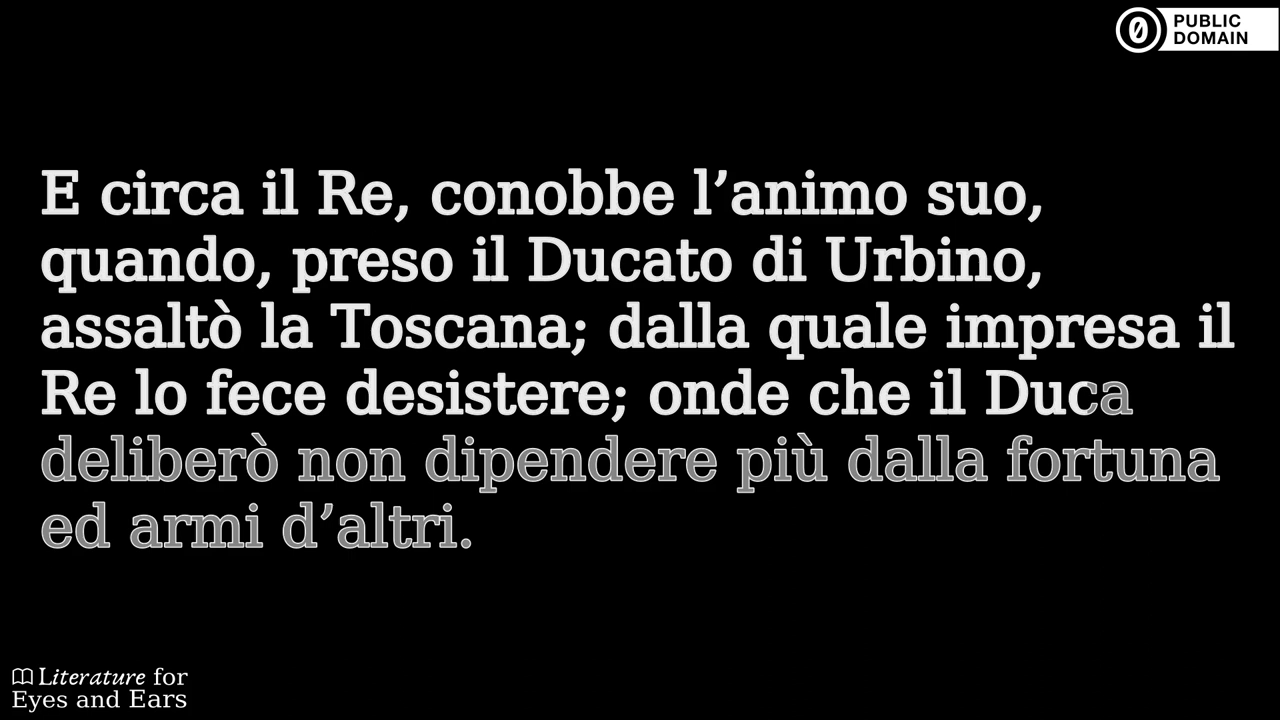 PUBLIC
DOMAIN
E circa il Re, conobbe l’animo suo,
quando, preso il Ducato di Urbino,
assaltò la Toscana; dalla quale impresa il
Re lo fece desistere; onde che il Duca
deliberò non dipendere più dalla fortuna
ed armi d’altri.
Literature for
Eyes and Ears